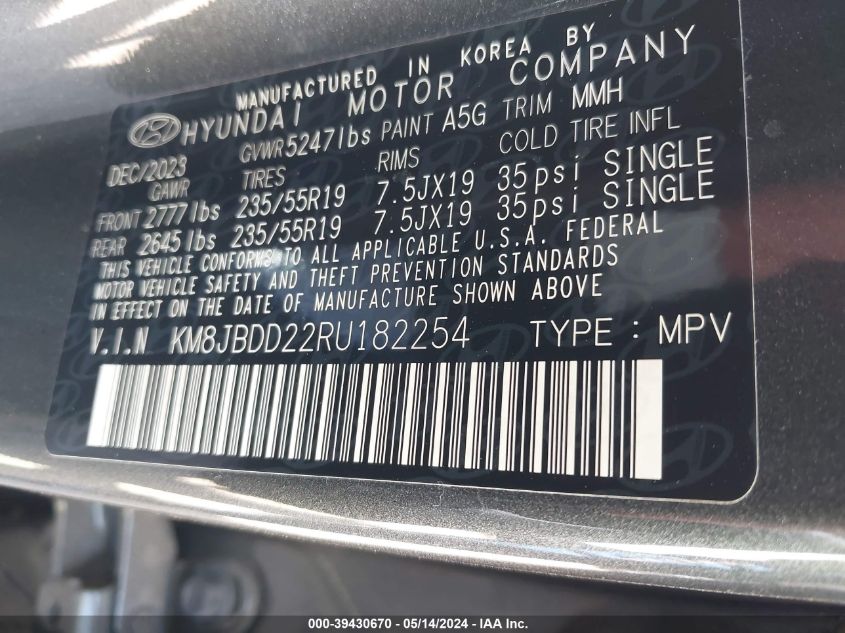 MANUFACTURED IN KOREA BY
HYUNDAI MOTOR COMPANY
DEC/2023 GVWR 5247lbs PAINT A5G TRIM MMH
GAWR TIRES RIMS COLD TIRE INFL
FRONT 2777lbs 235/55R19 7.5JX19 35psi SINGLE
REAR 2645lbs 235/55R19 7.5JX19 35psi SINGLE
THIS VEHICLE CONFORMS TO ALL APPLICABLE U.S.A. FEDERAL
MOTOR VEHICLE SAFETY AND THEFT PREVENTION STANDARDS
IN EFFECT ON THE DATE OF MANUFACTURE SHOWN ABOVE
V.I.N KM8JBDD22RU182254 TYPE : MPV
000-39430670 - 05/14/2024 - IAA Inc.